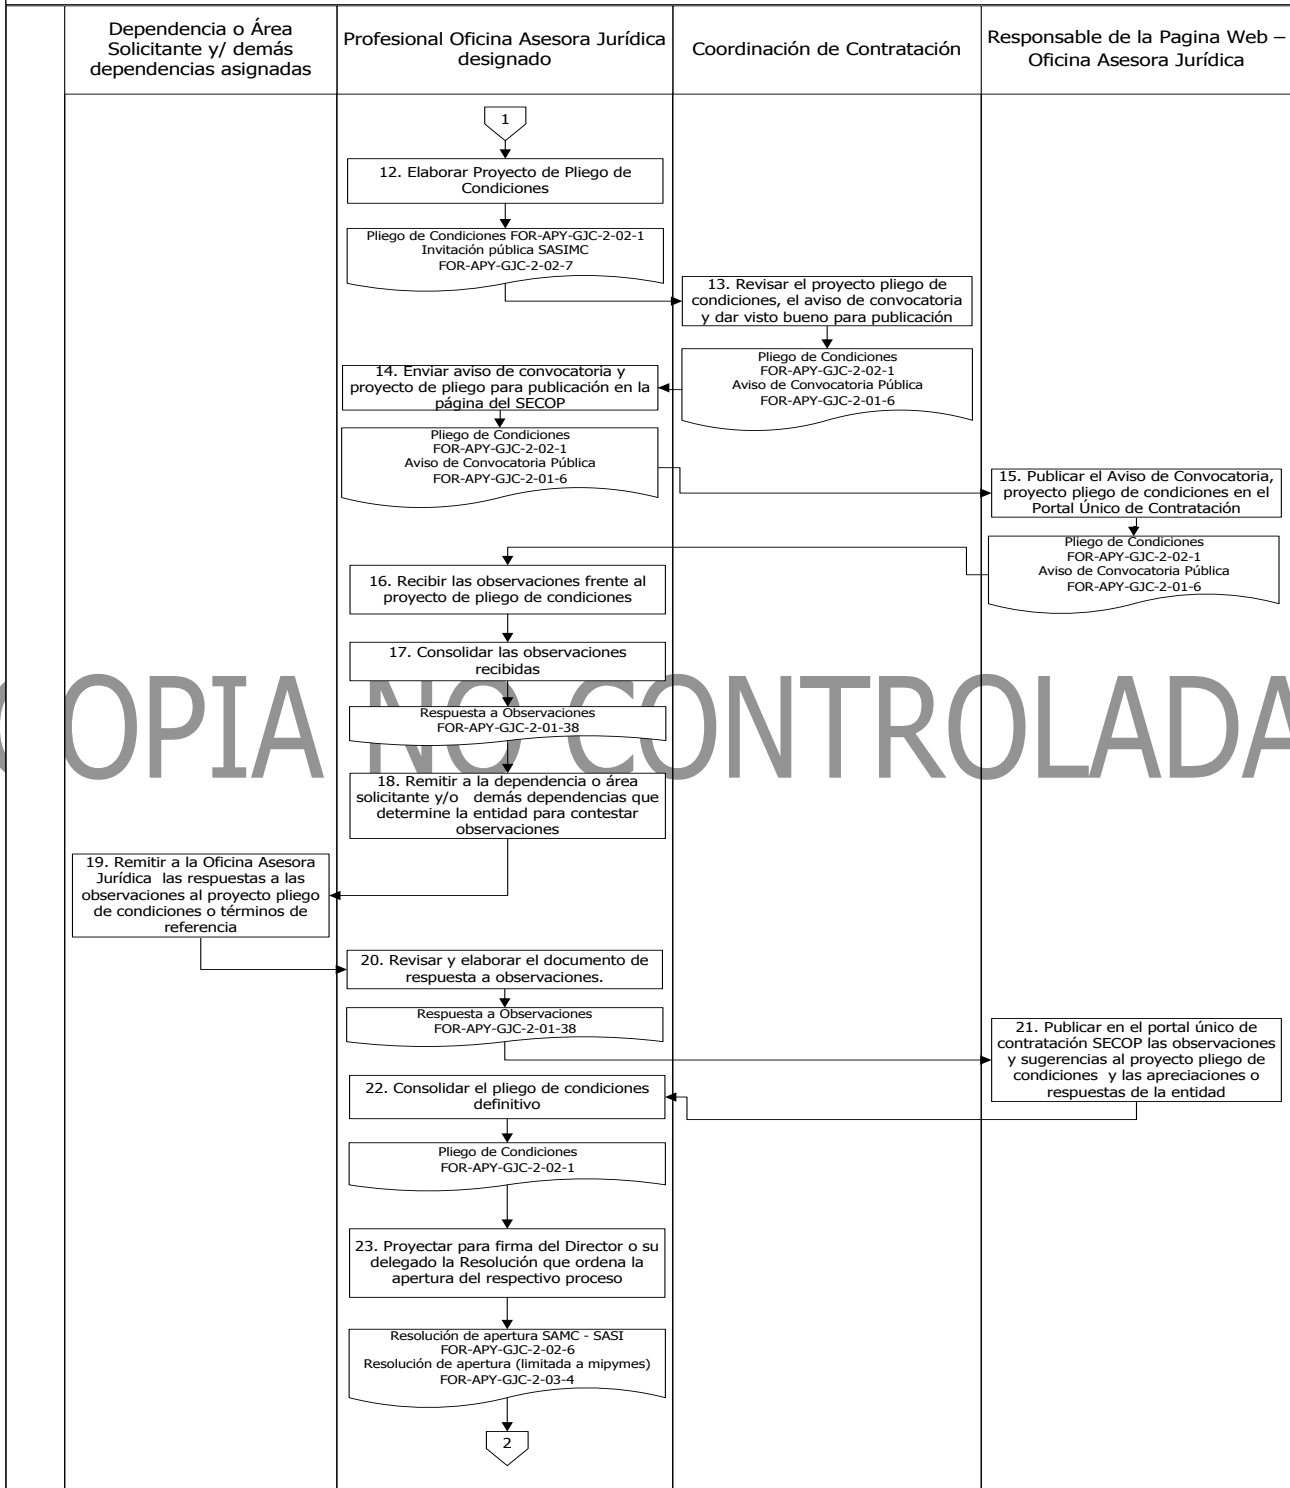 Dependencia o Área
Solicitante y/ demás
dependencias asignadas
Profesional Oficina Asesora Jurídica
designado
Coordinación de Contratación
Responsable de la Pagina Web –
Oficina Asesora Jurídica
1
12. Elaborar Proyecto de Pliego de
Condiciones
Pliego de Condiciones FOR-APY-GJC-2-02-1
Invitación pública SASIMC
FOR-APY-GJC-2-02-7
13. Revisar el proyecto pliego de
condiciones, el aviso de convocatoria
y dar visto bueno para publicación
Pliego de Condiciones
FOR-APY-GJC-2-02-1
Aviso de Convocatoria Pública
FOR-APY-GJC-2-01-6
14. Enviar aviso de convocatoria y
proyecto de pliego para publicación en la
página del SECOP
Pliego de Condiciones
FOR-APY-GJC-2-02-1
Aviso de Convocatoria Pública
FOR-APY-GJC-2-01-6
15. Publicar el Aviso de Convocatoria,
proyecto pliego de condiciones en el
Portal Único de Contratación
Pliego de Condiciones
FOR-APY-GJC-2-02-1
Aviso de Convocatoria Pública
FOR-APY-GJC-2-01-6
16. Recibir las observaciones frente al
proyecto de pliego de condiciones
17. Consolidar las observaciones
recibidas
COPIA NO CONTROLADA
Respuesta a Observaciones
FOR-APY-GJC-2-01-38
18. Remitir a la dependencia o área
solicitante y/o demás dependencias que
determine la entidad para contestar
observaciones
19. Remitir a la Oficina Asesora
Jurídica las respuestas a las
observaciones al proyecto pliego
de condiciones o términos de
referencia
20. Revisar y elaborar el documento de
respuesta a observaciones.
Respuesta a Observaciones
FOR-APY-GJC-2-01-38
21. Publicar en el portal único de
contratación SECOP las observaciones
y sugerencias al proyecto pliego de
condiciones y las apreciaciones o
respuestas de la entidad
22. Consolidar el pliego de condiciones
definitivo
Pliego de Condiciones
FOR-APY-GJC-2-02-1
23. Proyectar para firma del Director o su
delegado la Resolución que ordena la
apertura del respectivo proceso
Resolución de apertura SAMC - SASI
FOR-APY-GJC-2-02-6
Resolución de apertura (limitada a mipymes)
FOR-APY-GJC-2-03-4
2